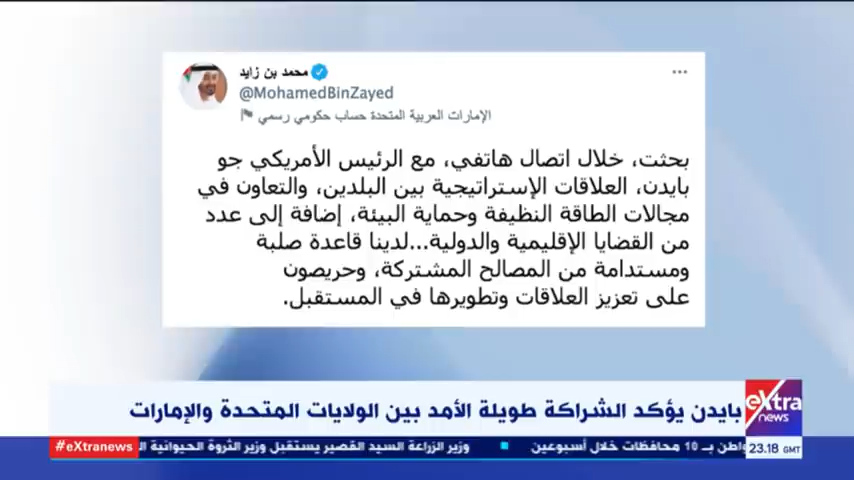 محمد بن زايد
@MohamedBinZayed
الإمارات العربية المتحدة حساب حكومي رسمي
بحثت، خلال اتصال هاتفي، مع الرئيس الأمريكي جو
بايدن، العلاقات الإستراتيجية بين البلدين، والتعاون في
مجالات الطاقة النظيفة وحماية البيئة، إضافة إلى عدد
من القضايا الإقليمية والدولية...لدينا قاعدة صلبة
ومستدامة من المصالح المشتركة، وحريصون
على تعزيز العلاقات وتطويرها في المستقبل.
بايدن يؤكد الشراكة طويلة الأمد بين الولايات المتحدة والإمارات
eXtra
news
23.18 GMT
بـ 10 محافظات خلال أسبوعين
وزير الزراعة السيد القصير يستقبل وزير الثروة الحيوانية
#eXtranews